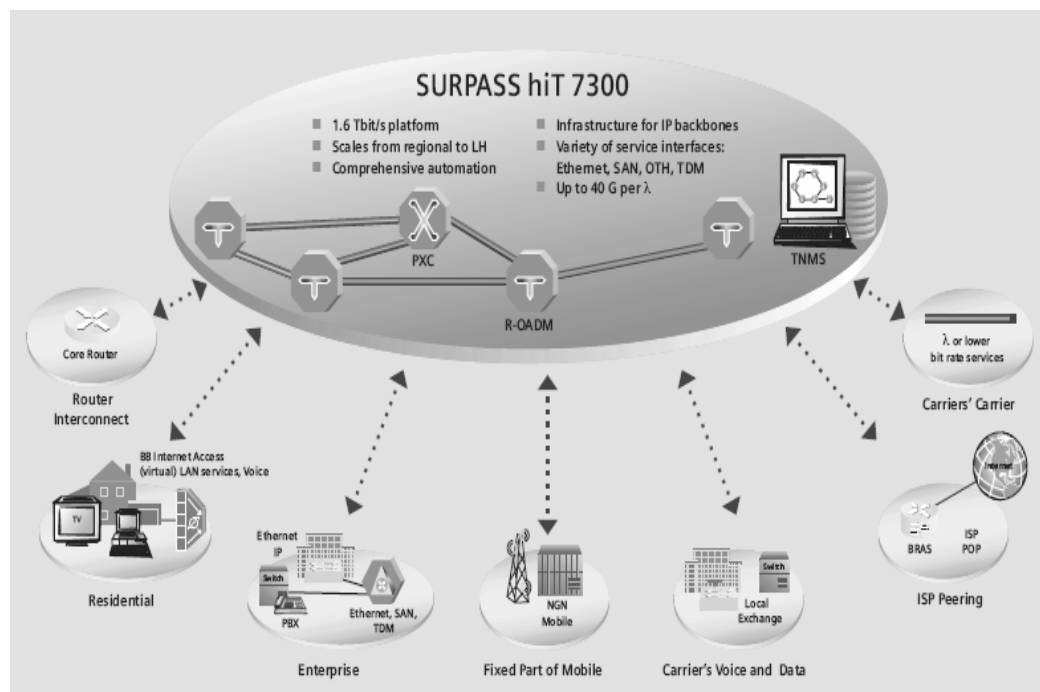 SURPASS hiT 7300
1.6 Tbit/s platform
Scales from regional to LH
Comprehensive automation
Infrastructure for IP backbones
Variety of service interfaces:
Ethernet, SAN, OTH, TDM
Up to 40 G per λ
PXC
R-OADM
TNMS
Core Router
Router
Interconnect
λ or lower
bit rate services
Carriers' Carrier
BB Internet Access
(virtual) LAN services, Voice
TV
Residential
Ethernet
IP
Switch
PBX
Ethernet, SAN,
TDM
Enterprise
NGN
Mobile
Fixed Part of Mobile
Switch
Local
Exchange
Carrier's Voice and Data
Internet
BRAS
ISP
POP
ISP Peering